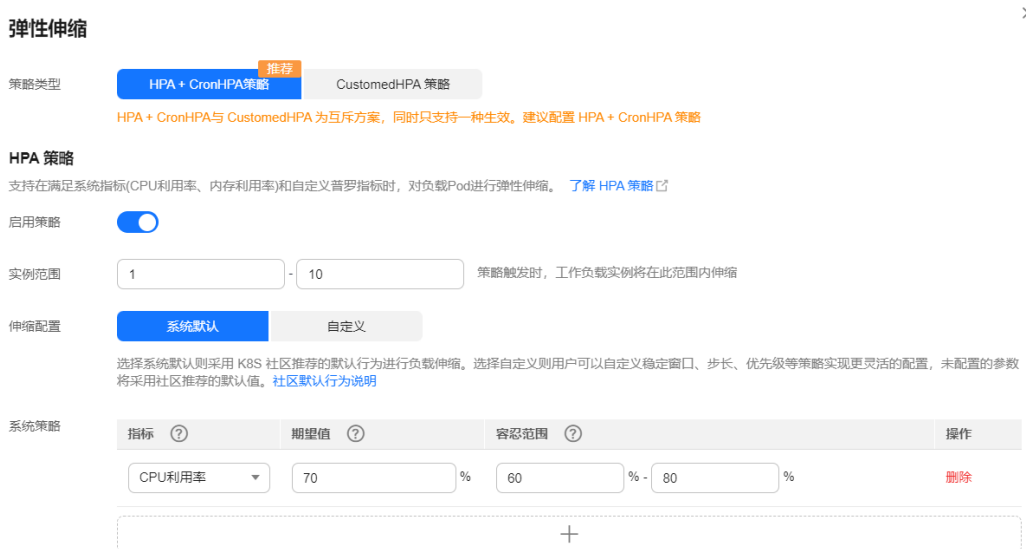 弹性伸缩
推荐
策略类型 HPA + CronHPA策略 CustomedHPA 策略
HPA + CronHPA与 CustomedHPA 为互斥方案，同时只支持一种生效。建议配置 HPA + CronHPA 策略
HPA 策略
支持在满足系统指标(CPU利用率、内存利用率)和自定义普罗指标时，对负载Pod进行弹性伸缩。 了解 HPA 策略
启用策略
实例范围 1 - 10 策略触发时，工作负载实例将在此范围内伸缩
伸缩配置 系统默认 自定义
选择系统默认则采用 K8S 社区推荐的默认行为进行负载伸缩。选择自定义则用户可以自定义稳定窗口、步长、优先级等策略实现更灵活的配置，未配置的参数
将采用社区推荐的默认值。社区默认行为说明
系统策略 指标 ? 期望值 ? 容忍范围 ? 操作
CPU利用率 70 % 60 % - 80 % 删除